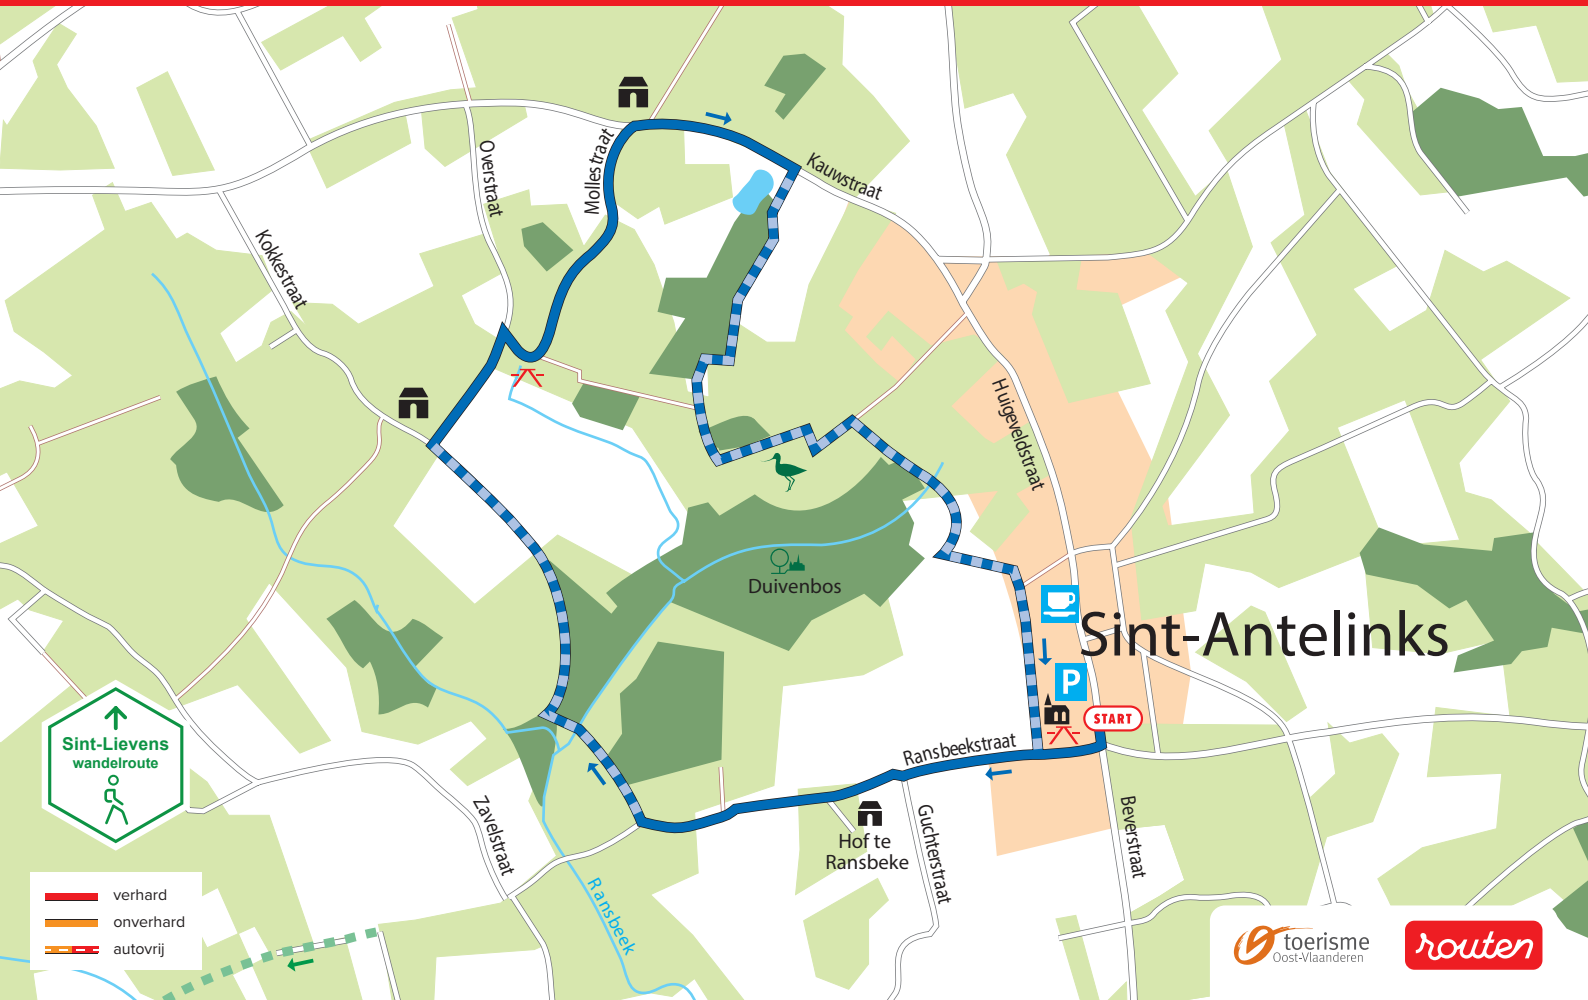 Kauwstraat
Mollestraat
Overstraat
Kokkestraat
Huigeveldstraat
Duivenbos
Sint-Antelinks
P
START
Ransbeekstraat
Sint-Lievens
wandelroute
Hof te
Ransbeke
Guchterstraat
Beverstraat
Zavelstraat
Ransbeek
verhard
onverhard
autovrij
toerisme
Oost-Vlaanderen
routen